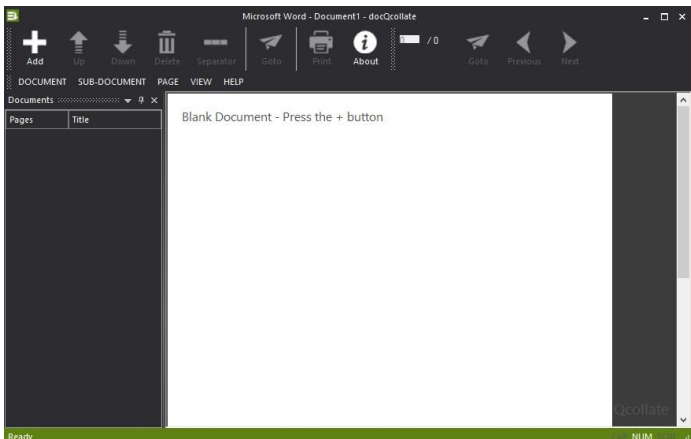 Microsoft Word - Document1 - docQcollate
Add Up Down Delete Separator Goto Print About / 0 Goto Previous Next
DOCUMENT SUB-DOCUMENT PAGE VIEW HELP
Documents
Pages Title
Blank Document - Press the + button
Qcollate
Ready NUM